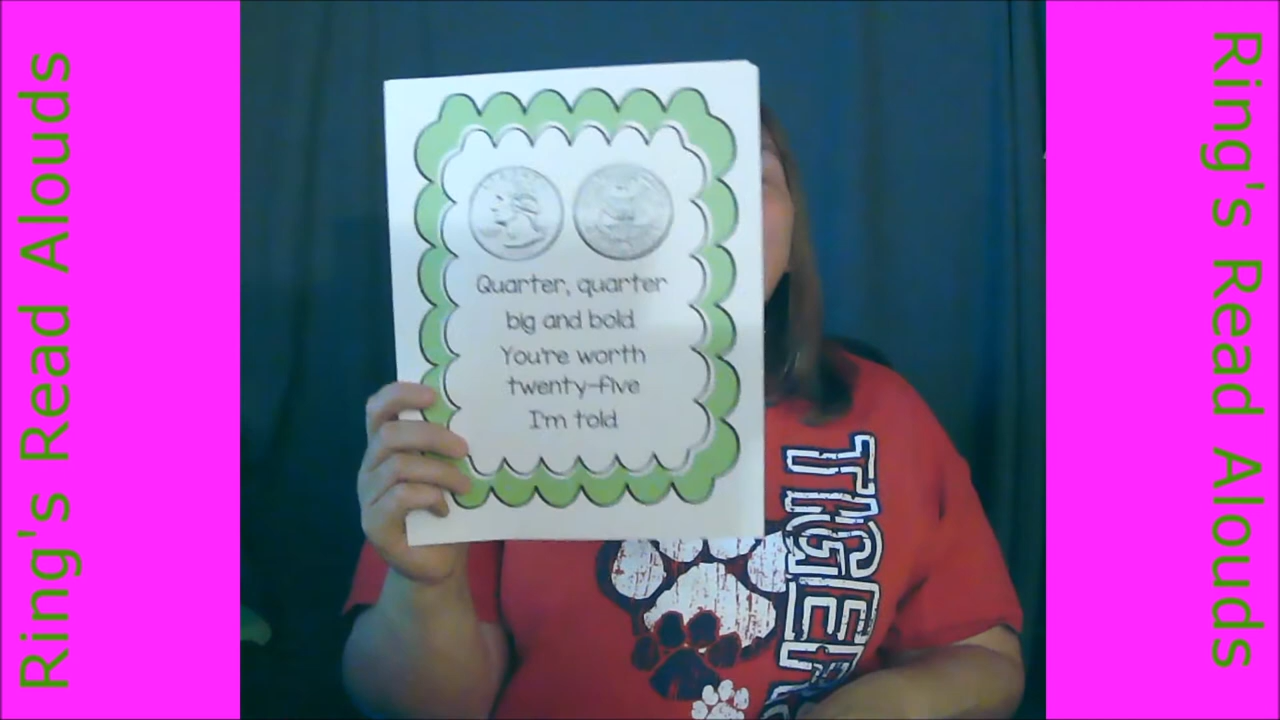 Ring's Read Alouds
Quarter, quarter
big and bold
You're worth
twenty-five
I'm told
TIGERS
Ring's Read Alouds